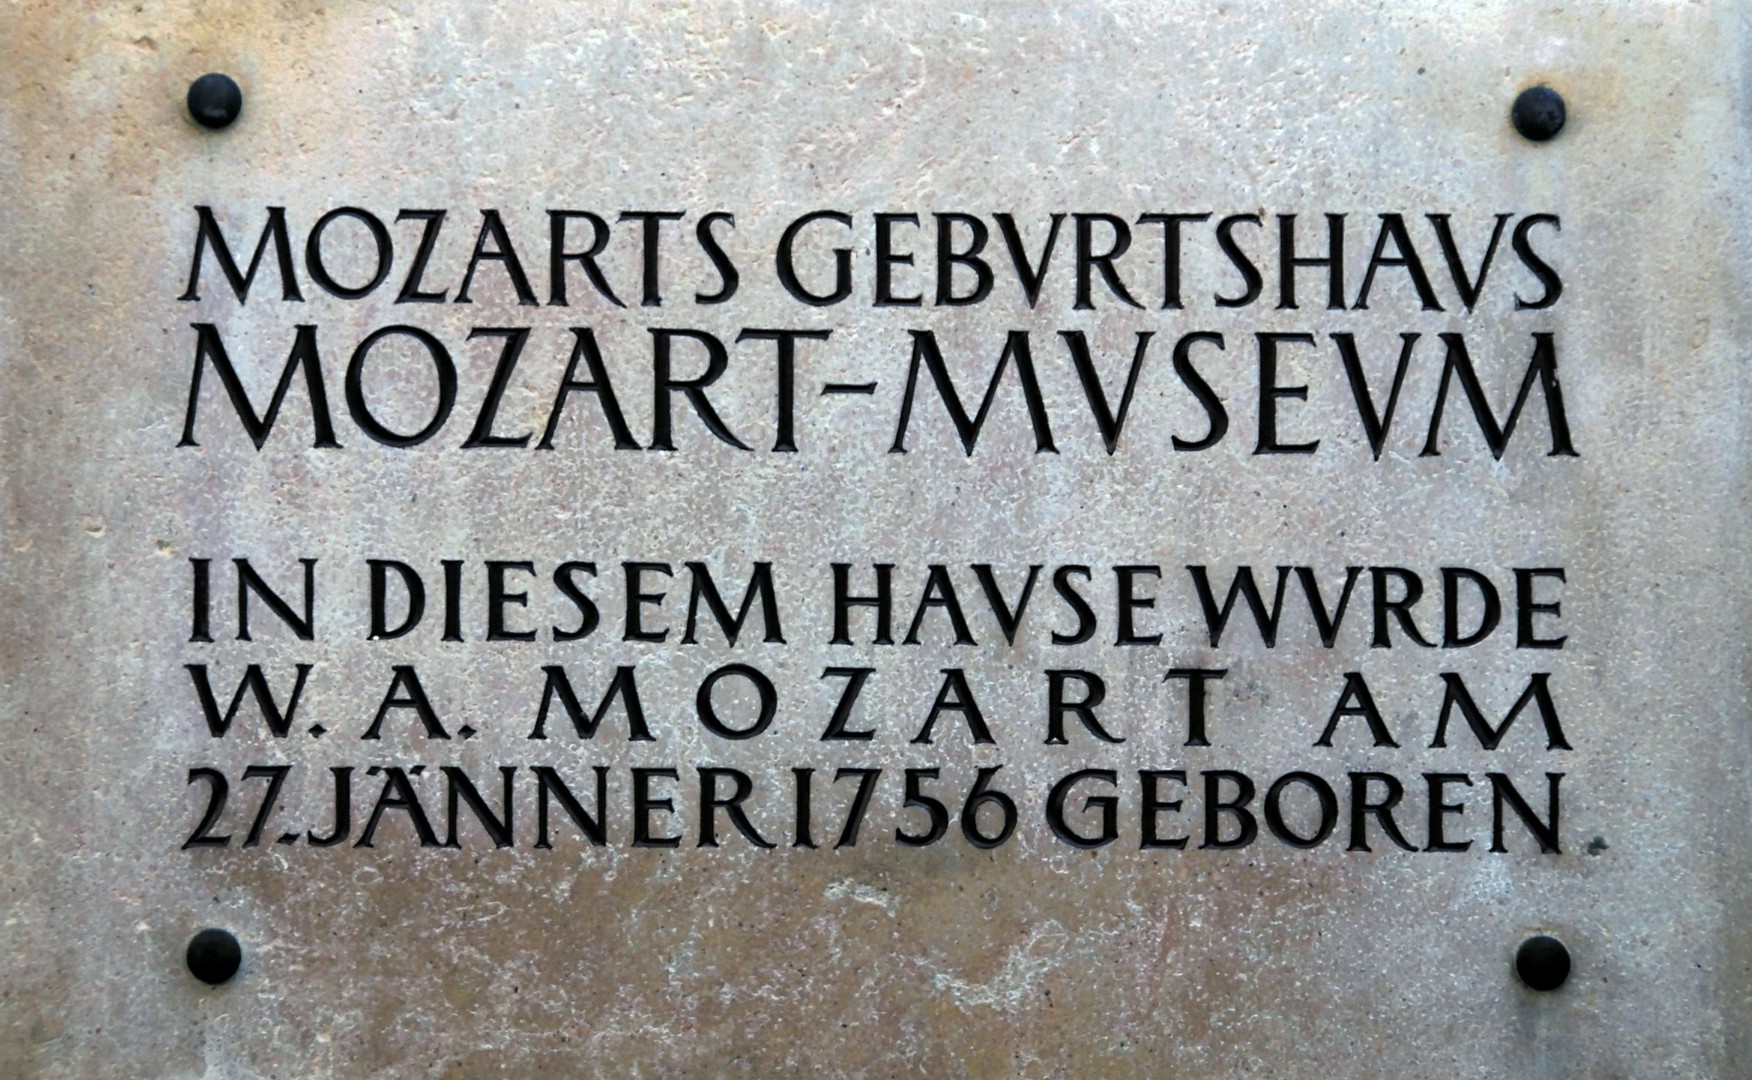 MOZARTS GEBVRTSHAVS
MOZART-MVSEVM
IN DIESEM HAVSE WVRDE
W. A. MOZART AM
27. JÄNNER 1756 GEBOREN